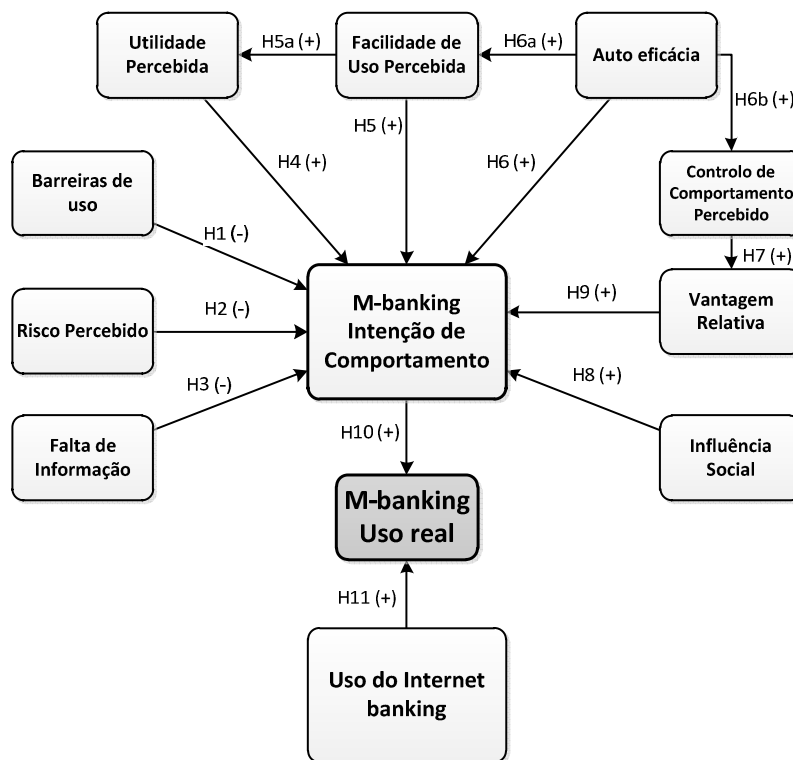 Utilidade
Percebida
H5a (+)
Facilidade de
Uso Percebida
H6a (+)
Auto eficácia
H6b(+)
H5 (+)
H4 (+)
H6 (+)
Barreiras de
uso
Controlo de
Comportamento
Percebido
H1 (-)
H7 (+)
M-banking
Intenção de
Comportamento
Risco Percebido
H2 (-)
H9 (+)
Vantagem
Relativa
H3 (-)
H8 (+)
Falta de
Informação
H10 (+)
Influência
Social
M-banking
Uso real
H11 (+)
Uso do Internet
banking